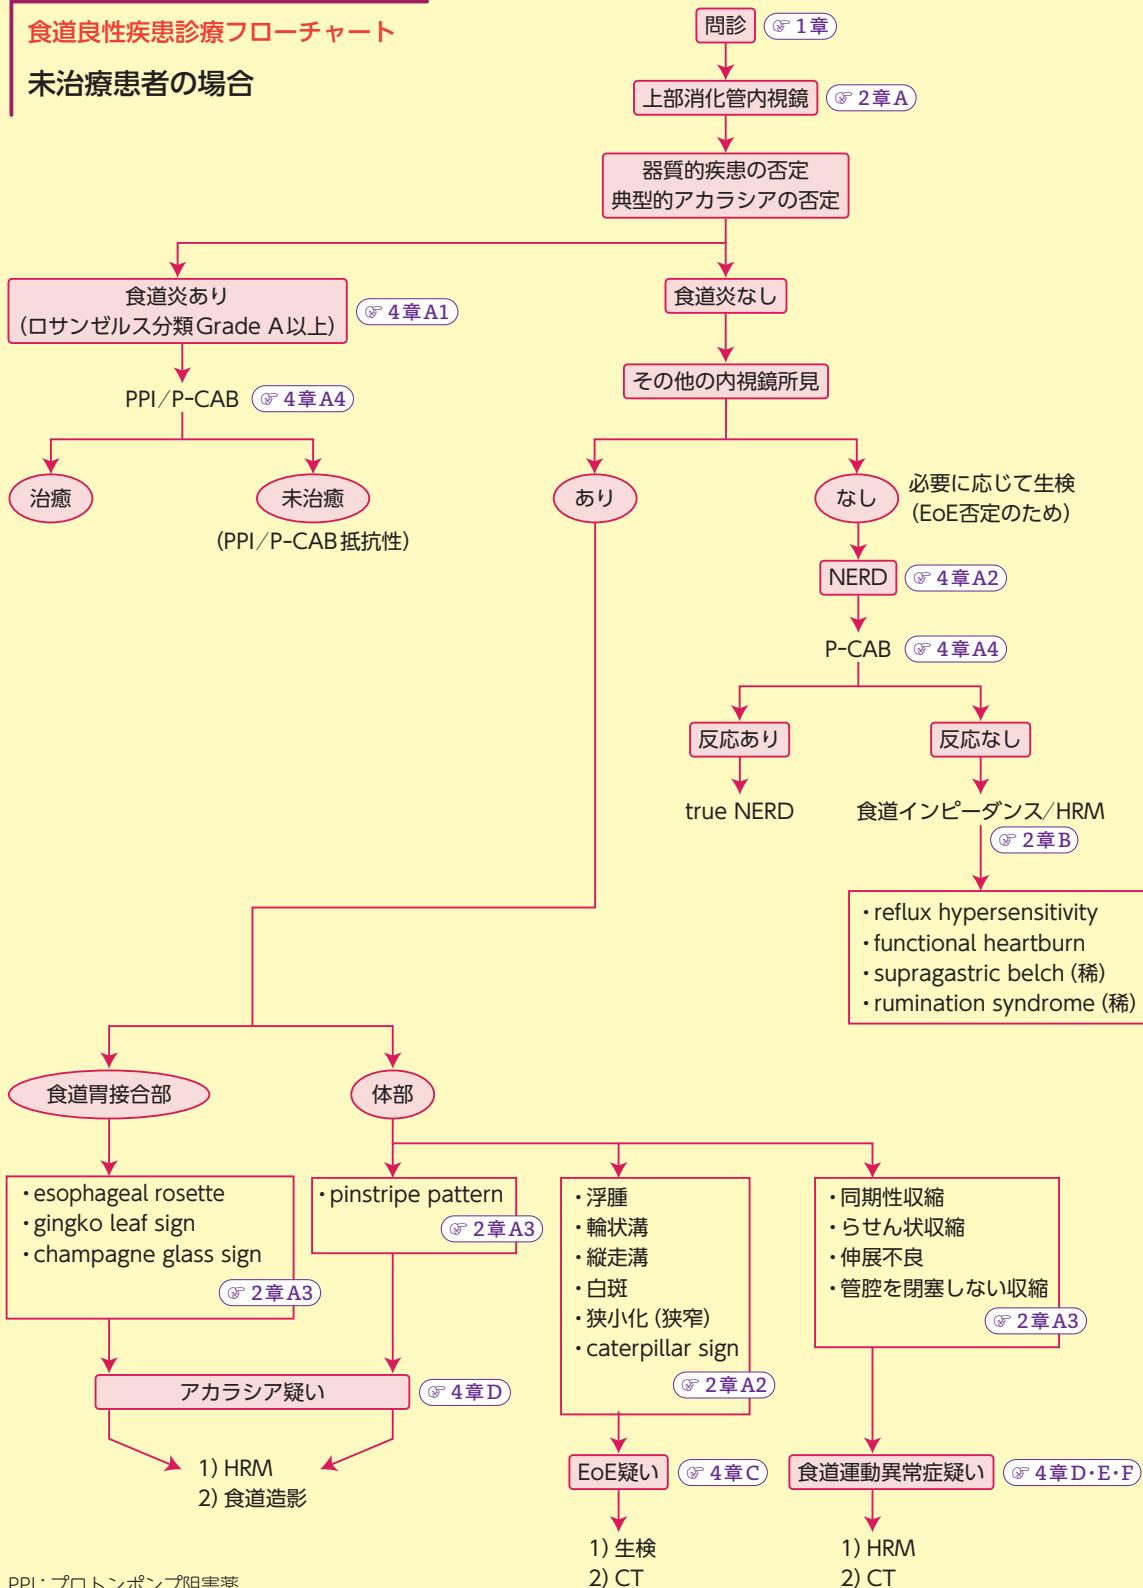 食道良性疾患診療フローチャート
未治療患者の場合
問診 ☞1章
上部消化管内視鏡 ☞2章A
器質的疾患の否定
典型的アカラシアの否定
食道炎あり
(ロサンゼルス分類Grade A以上) ☞4章A1
食道炎なし
PPI/P-CAB ☞4章A4
その他の内視鏡所見
治癒
未治癒
(PPI/P-CAB抵抗性)
あり
なし
必要に応じて生検
(EoE否定のため)
NERD ☞4章A2
P-CAB ☞4章A4
反応あり
反応なし
true NERD
食道インピーダンス/HRM
☞2章B
・reflux hypersensitivity
・functional heartburn
・supragastric belch (稀)
・rumination syndrome (稀)
食道胃接合部
体部
・esophageal rosette
・gingko leaf sign
・champagne glass sign
☞2章A3
・pinstripe pattern
☞2章A3
・浮腫
・輪状溝
・縦走溝
・白斑
・狭小化 (狭窄)
・caterpillar sign
☞2章A2
・同期性収縮
・らせん状収縮
・伸展不良
・管腔を閉塞しない収縮
☞2章A3
アカラシア疑い ☞4章D
1) HRM
2) 食道造影
EoE疑い ☞4章C
1) 生検
2) CT
食道運動異常症疑い ☞4章D・E・F
1) HRM
2) CT
PPI:プロトンポンプ阻害薬